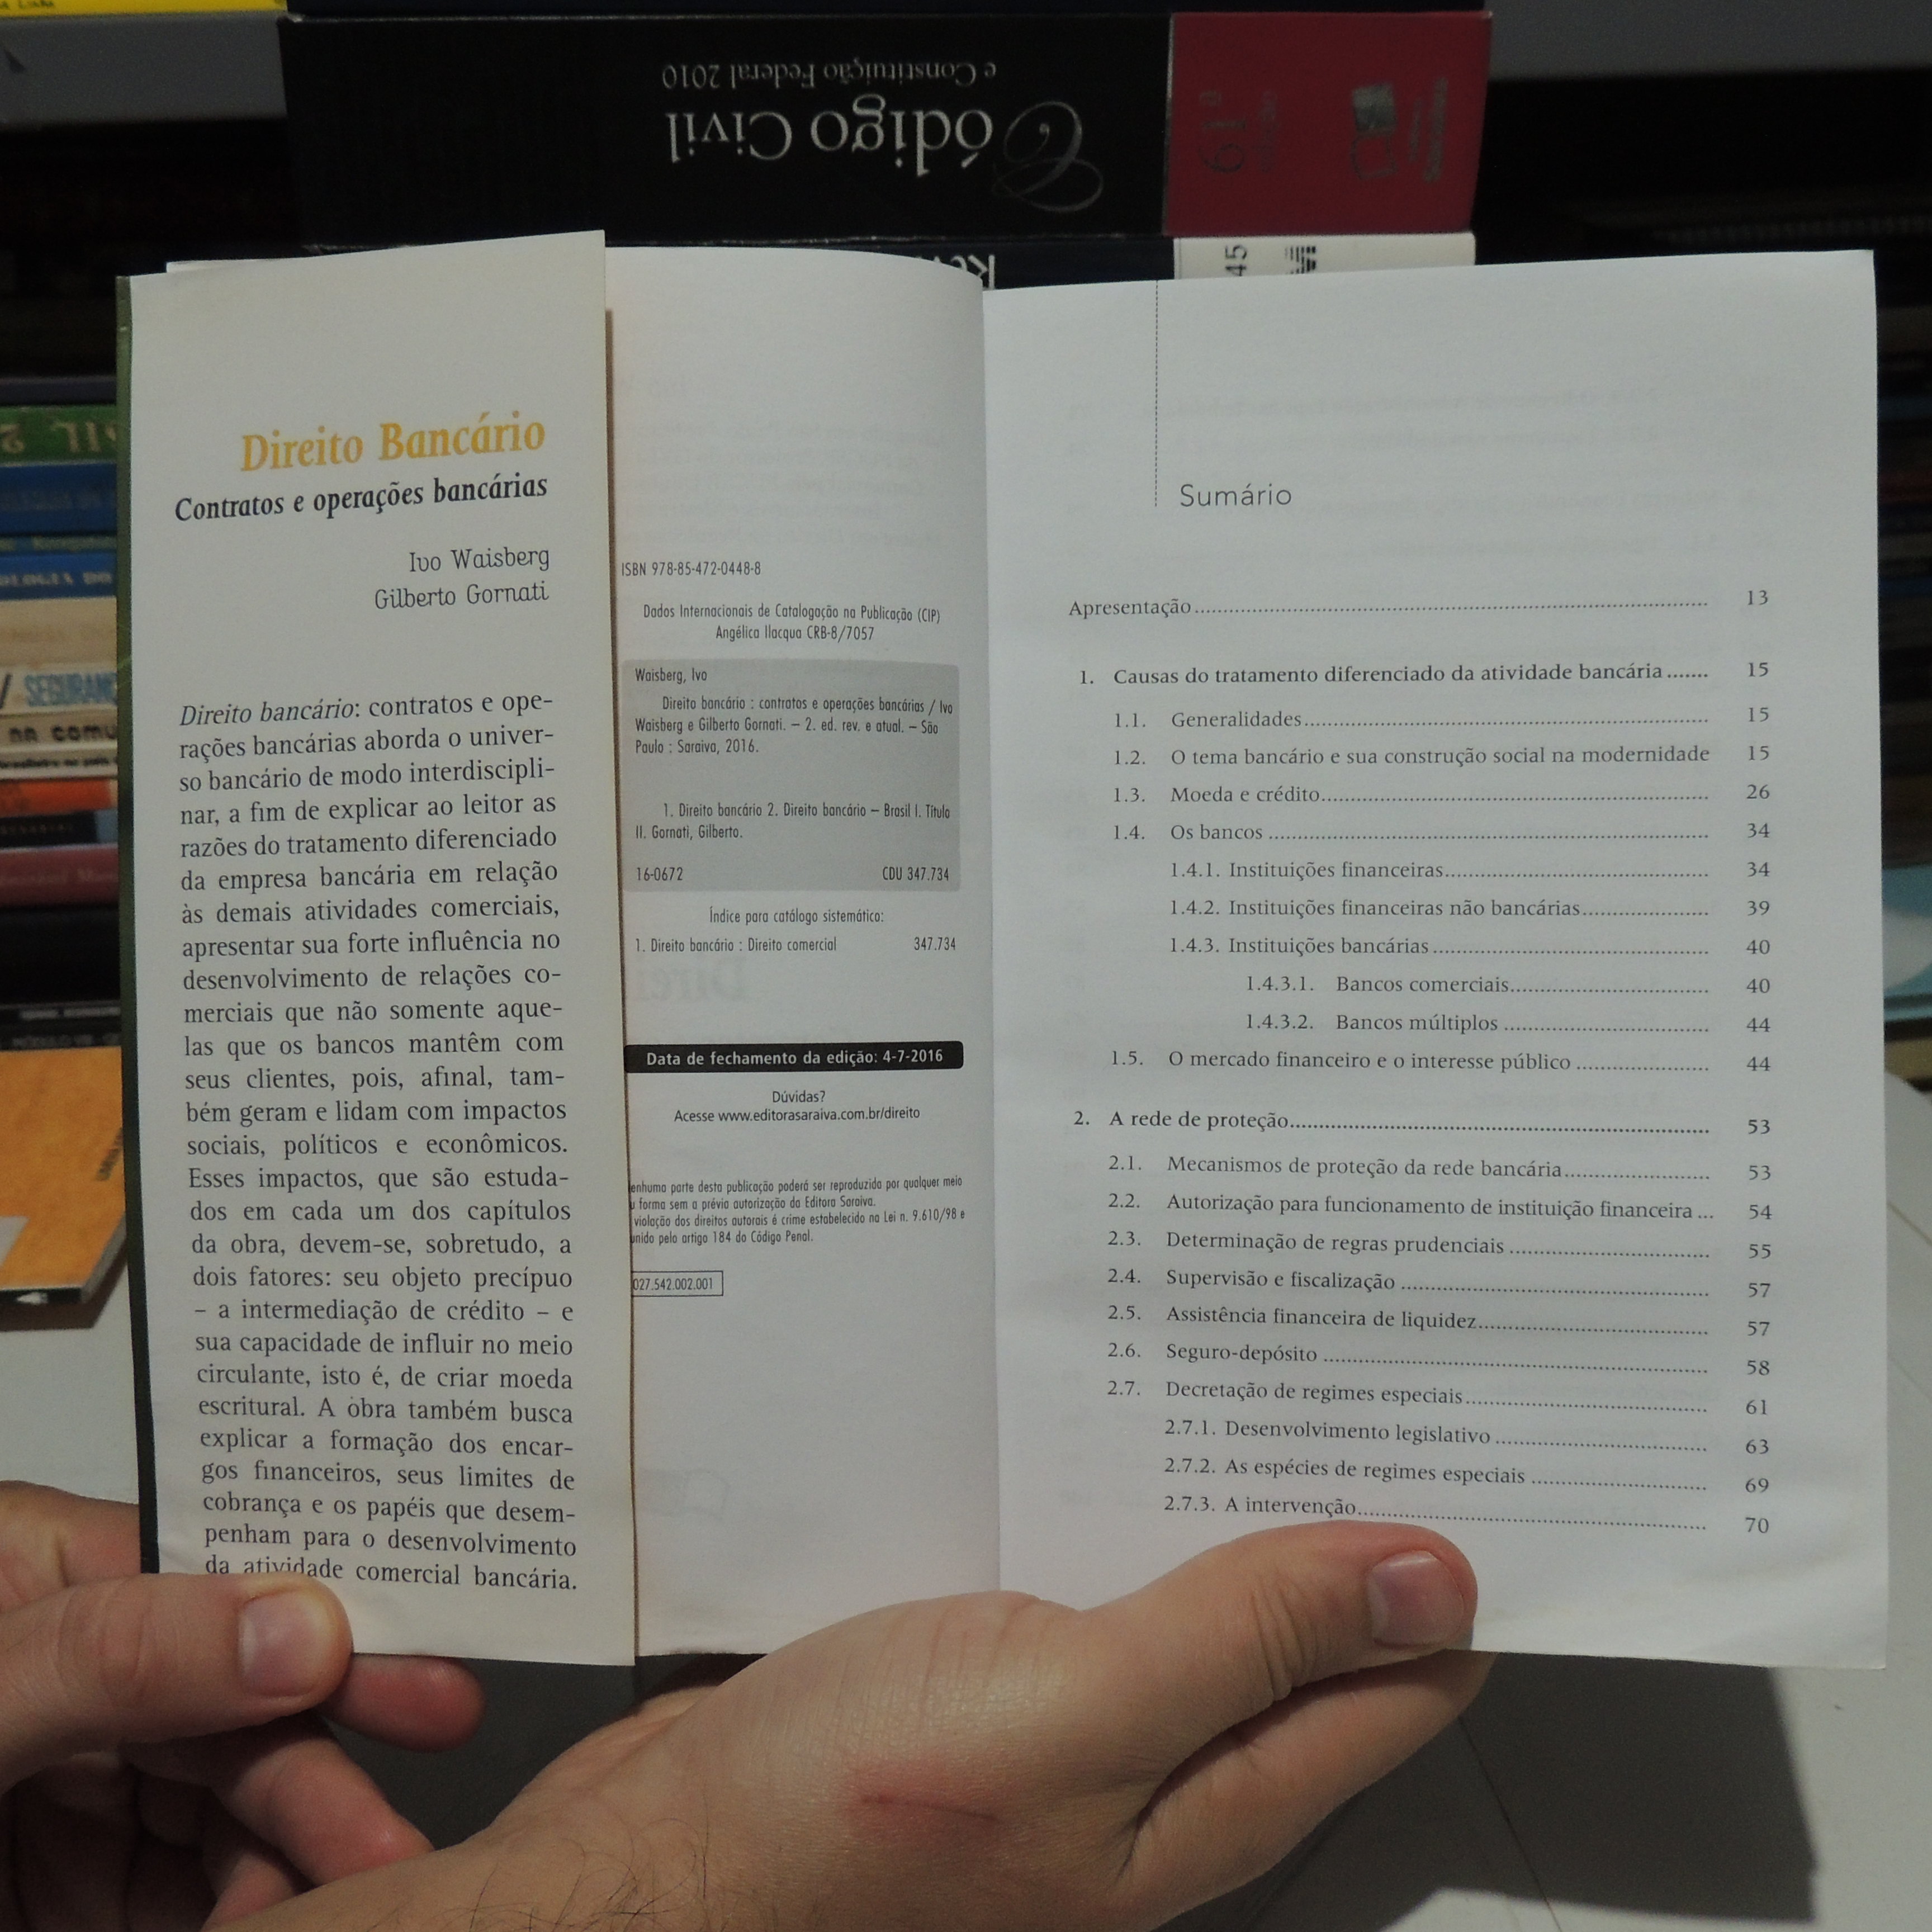 Código Civil
e Constituição Federal 2010
61ª
45
SEGURANÇ
NA COMU
Direito Bancário
Contratos e operações bancárias
Ivo Waisberg
Gilberto Gornati
Direito bancário: contratos e ope-
rações bancárias aborda o univer-
so bancário de modo interdiscipli-
nar, a fim de explicar ao leitor as
razões do tratamento diferenciado
da empresa bancária em relação
às demais atividades comerciais,
apresentar sua forte influência no
desenvolvimento de relações co-
merciais que não somente aque-
las que os bancos mantêm com
seus clientes, pois, afinal, tam-
bém geram e lidam com impactos
sociais, políticos e econômicos.
Esses impactos, que são estuda-
dos em cada um dos capítulos
da obra, devem-se, sobretudo, a
dois fatores: seu objeto precípuo
– a intermediação de crédito – e
sua capacidade de influir no meio
circulante, isto é, de criar moeda
escritural. A obra também busca
explicar a formação dos encar-
gos financeiros, seus limites de
cobrança e os papéis que desem-
penham para o desenvolvimento
da atividade comercial bancária.
ISBN 978-85-472-0448-8
Dados Internacionais de Catalogação na Publicação (CIP)
Angélica Ilacqua CRB-8/7057
Waisberg, Ivo
Direito bancário : contratos e operações bancárias / Ivo
Waisberg e Gilberto Gornati. – 2. ed. rev. e atual. – São
Paulo : Saraiva, 2016.
1. Direito bancário 2. Direito bancário – Brasil I. Título
II. Gornati, Gilberto.
16-0672 CDU 347.734
Índice para catálogo sistemático:
1. Direito bancário : Direito comercial 347.734
Data de fechamento da edição: 4-7-2016
Dúvidas?
Acesse www.editorasaraiva.com.br/direito
enhuma parte desta publicação poderá ser reproduzida por qualquer meio
u forma sem a prévia autorização da Editora Saraiva.
violação dos direitos autorais é crime estabelecido na Lei n. 9.610/98 e
unido pelo artigo 184 do Código Penal.
027.542.002.001
Sumário
Apresentação 13
1. Causas do tratamento diferenciado da atividade bancária 15
1.1. Generalidades 15
1.2. O tema bancário e sua construção social na modernidade 15
1.3. Moeda e crédito 26
1.4. Os bancos 34
1.4.1. Instituições financeiras 34
1.4.2. Instituições financeiras não bancárias 39
1.4.3. Instituições bancárias 40
1.4.3.1. Bancos comerciais 40
1.4.3.2. Bancos múltiplos 44
1.5. O mercado financeiro e o interesse público 44
2. A rede de proteção 53
2.1. Mecanismos de proteção da rede bancária 53
2.2. Autorização para funcionamento de instituição financeira 54
2.3. Determinação de regras prudenciais 55
2.4. Supervisão e fiscalização 57
2.5. Assistência financeira de liquidez 57
2.6. Seguro-depósito 58
2.7. Decretação de regimes especiais 61
2.7.1. Desenvolvimento legislativo 63
2.7.2. As espécies de regimes especiais 69
2.7.3. A intervenção 70